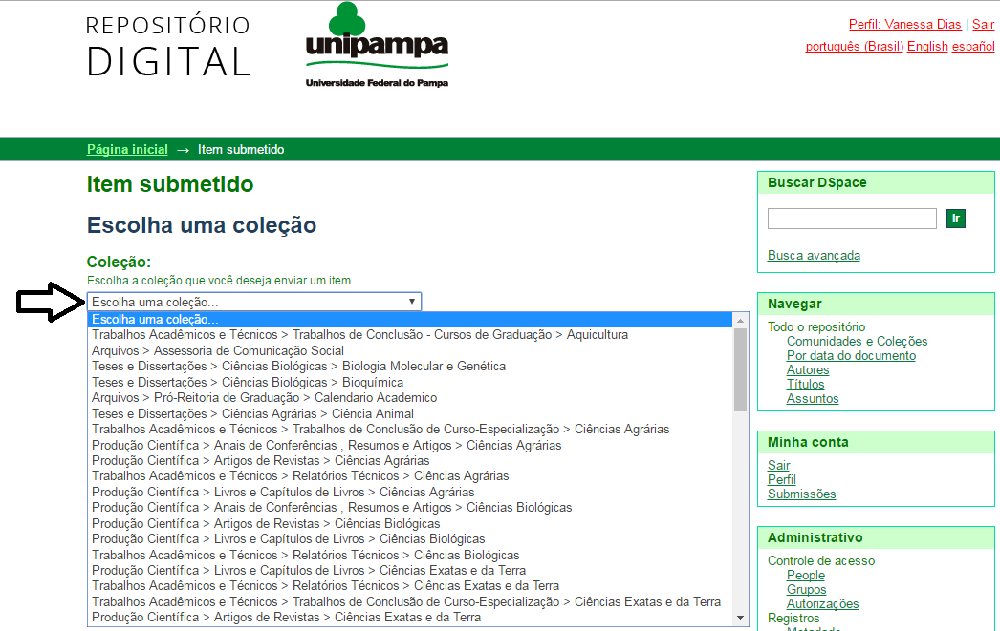 REPOSITÓRIO
DIGITAL
unipampa
Universidade Federal do Pampa
Perfil: Vanessa Dias | Sair
português (Brasil) English español
Página inicial → Item submetido
Item submetido
Escolha uma coleção
Coleção:
Escolha a coleção que você deseja enviar um item.
Escolha uma coleção...
Escolha uma coleção...
Trabalhos Acadêmicos e Técnicos > Trabalhos de Conclusão - Cursos de Graduação > Aquicultura
Arquivos > Assessoria de Comunicação Social
Teses e Dissertações > Ciências Biológicas > Biologia Molecular e Genética
Teses e Dissertações > Ciências Biológicas > Bioquímica
Arquivos > Pró-Reitoria de Graduação > Calendario Academico
Teses e Dissertações > Ciências Agrárias > Ciência Animal
Trabalhos Acadêmicos e Técnicos > Trabalhos de Conclusão de Curso-Especialização > Ciências Agrárias
Produção Científica > Anais de Conferências , Resumos e Artigos > Ciências Agrárias
Produção Científica > Artigos de Revistas > Ciências Agrárias
Trabalhos Acadêmicos e Técnicos > Relatórios Técnicos > Ciências Agrárias
Produção Científica > Livros e Capítulos de Livros > Ciências Agrárias
Produção Científica > Anais de Conferências , Resumos e Artigos > Ciências Biológicas
Produção Científica > Artigos de Revistas > Ciências Biológicas
Produção Científica > Livros e Capítulos de Livros > Ciências Biológicas
Trabalhos Acadêmicos e Técnicos > Relatórios Técnicos > Ciências Biológicas
Produção Científica > Livros e Capítulos de Livros > Ciências Exatas e da Terra
Trabalhos Acadêmicos e Técnicos > Relatórios Técnicos > Ciências Exatas e da Terra
Trabalhos Acadêmicos e Técnicos > Trabalhos de Conclusão de Curso-Especialização > Ciências Exatas e da Terra
Produção Científica > Artigos de Revistas > Ciências Exatas e da Terra
Buscar DSpace
Ir
Busca avançada
Navegar
Todo o repositório
Comunidades e Coleções
Por data do documento
Autores
Títulos
Assuntos
Minha conta
Sair
Perfil
Submissões
Administrativo
Controle de acesso
People
Grupos
Autorizações
Registros